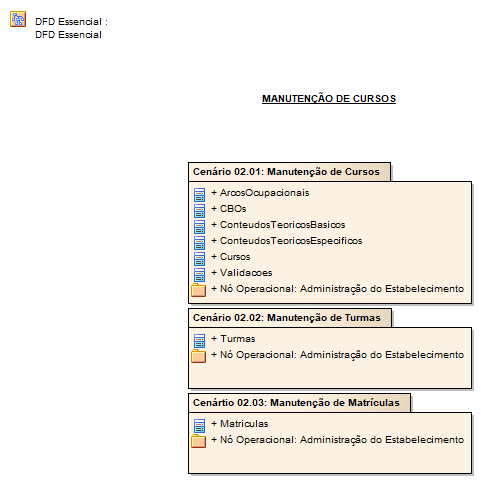 DFD Essencial :
DFD Essencial
MANUTENÇÃO DE CURSOS
Cenário 02.01: Manutenção de Cursos
+ ArcosOcupacionais
+ CBOs
+ ConteudosTeoricosBasicos
+ ConteudosTeoricosEspecificos
+ Cursos
+ Validacoes
+ Nó Operacional: Administração do Estabelecimento
Cenário 02.02: Manutenção de Turmas
+ Turmas
+ Nó Operacional: Administração do Estabelecimento
Cenártio 02.03: Manutenção de Matrículas
+ Matriculas
+ Nó Operacional: Administração do Estabelecimento